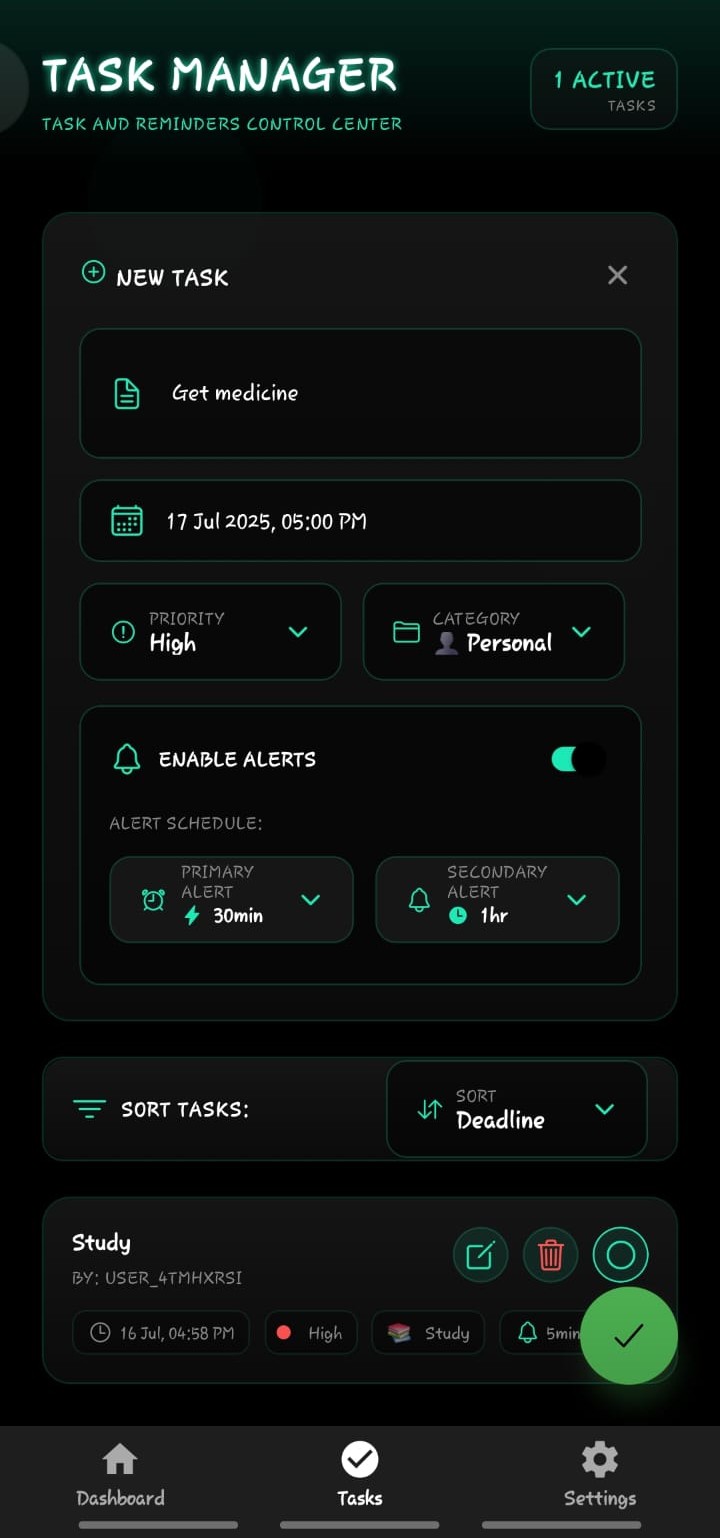 TASK MANAGER
TASK AND REMINDERS CONTROL CENTER
1 ACTIVE
TASKS
NEW TASK
Get medicine
17 Jul 2025, 05:00 PM
PRIORITY
High
CATEGORY
Personal
ENABLE ALERTS
ALERT SCHEDULE:
PRIMARY
ALERT
30min
SECONDARY
ALERT
1hr
SORT TASKS:
SORT
Deadline
Study
BY: USER_4TMHXRSI
16 Jul, 04:58 PM
High
Study
5min
Dashboard
Tasks
Settings